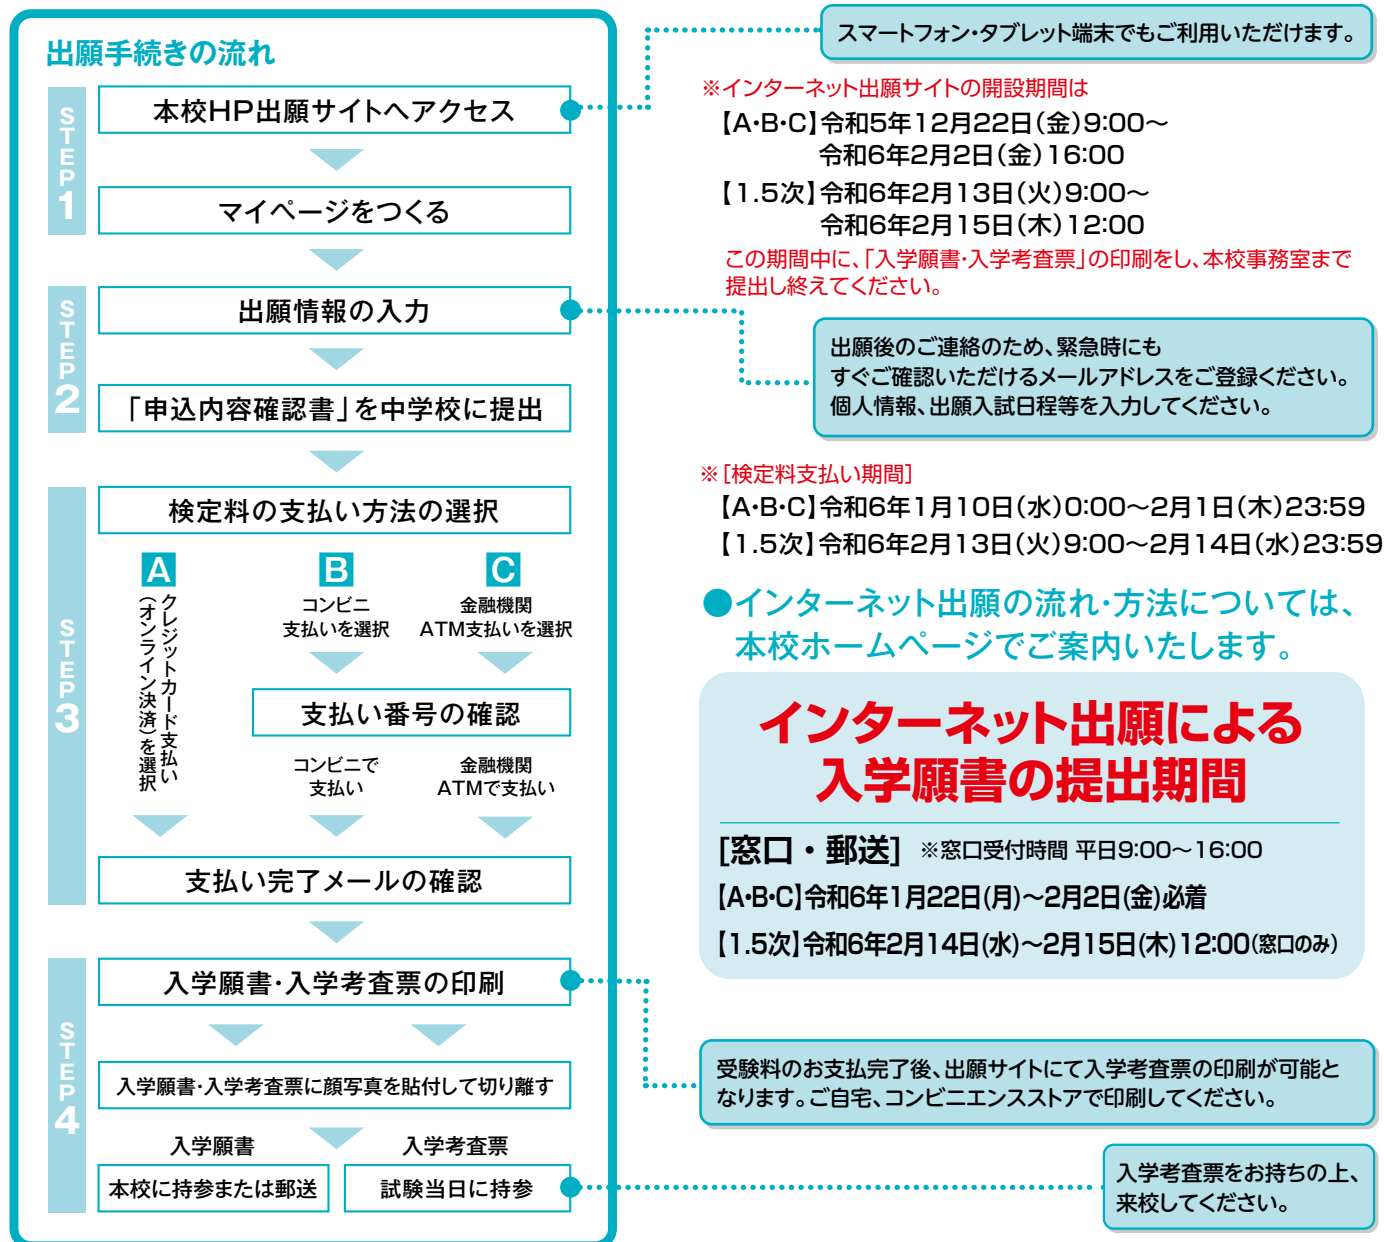 出願手続きの流れ
STEP1
本校HP出願サイトへアクセス
マイページをつくる
STEP2
出願情報の入力
「申込内容確認書」を中学校に提出
STEP3
検定料の支払い方法の選択
A
クレジットカード支払い
(オンライン決済)を選択
B
コンビニ
支払いを選択
C
金融機関
ATM支払いを選択
支払い番号の確認
コンビニで
支払い
金融機関
ATMで支払い
支払い完了メールの確認
STEP4
入学願書・入学考査票の印刷
入学願書・入学考査票に顔写真を貼付して切り離す
入学願書
本校に持参または郵送
入学考査票
試験当日に持参
スマートフォン・タブレット端末でもご利用いただけます。
※インターネット出願サイトの開設期間は
【A・B・C】令和5年12月22日(金)9:00〜
令和6年2月2日(金)16:00
【1.5次】令和6年2月13日(火)9:00〜
令和6年2月15日(木)12:00
この期間中に、「入学願書・入学考査票」の印刷をし、本校事務室まで
提出し終えてください。
出願後のご連絡のため、緊急時にも
すぐご確認いただけるメールアドレスをご登録ください。
個人情報、出願入試日程等を入力してください。
※[検定料支払い期間]
【A・B・C】令和6年1月10日(水)0:00〜2月1日(木)23:59
【1.5次】令和6年2月13日(火)9:00〜2月14日(水)23:59
●インターネット出願の流れ・方法については、
本校ホームページでご案内いたします。
インターネット出願による
入学願書の提出期間
[窓口・郵送] ※窓口受付時間 平日9:00〜16:00
【A・B・C】令和6年1月22日(月)〜2月2日(金)必着
【1.5次】令和6年2月14日(水)〜2月15日(木)12:00(窓口のみ)
受験料のお支払完了後、出願サイトにて入学考査票の印刷が可能と
なります。ご自宅、コンビニエンスストアで印刷してください。
入学考査票をお持ちの上、
来校してください。